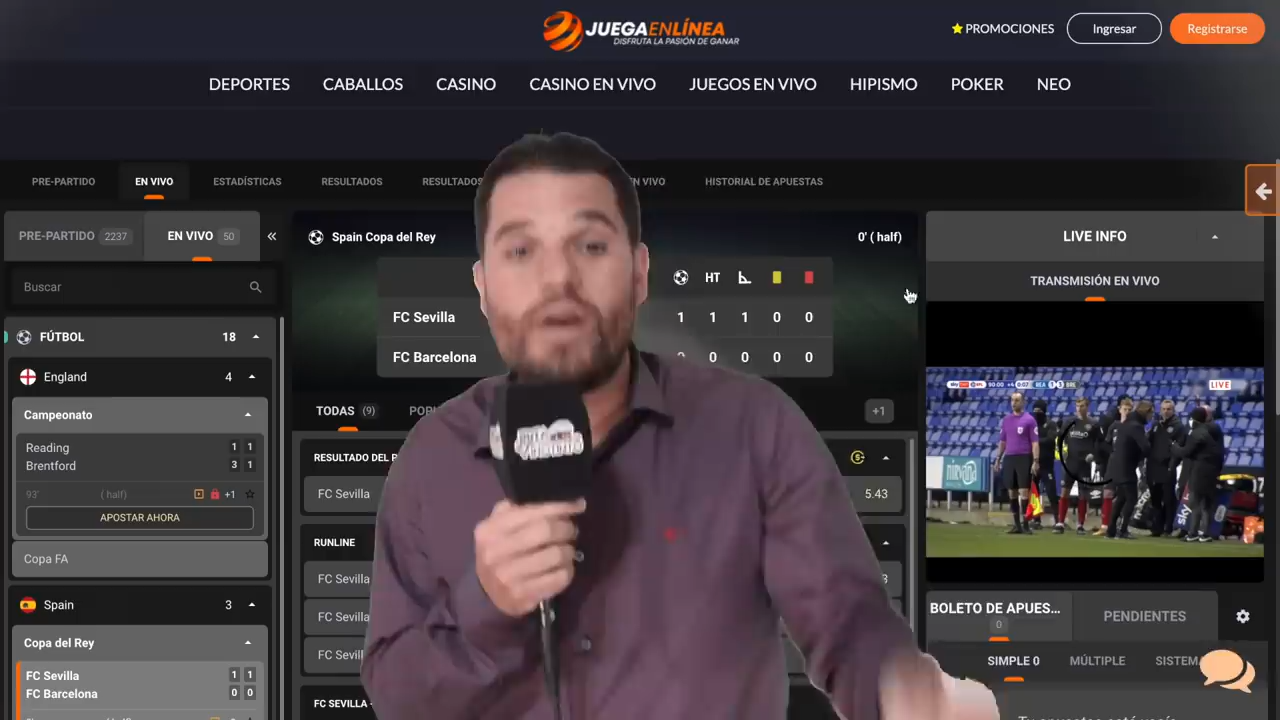 JUEGAENLÍNEA
DISFRUTA LA PASIÓN DE GANAR
PROMOCIONES
Ingresar
Registrarse
DEPORTES
CABALLOS
CASINO
CASINO EN VIVO
JUEGOS EN VIVO
HIPISMO
POKER
NEO
PRE-PARTIDO
EN VIVO
ESTADÍSTICAS
RESULTADOS
RESULTADOS
EN VIVO
HISTORIAL DE APUESTAS
PRE-PARTIDO 2237
EN VIVO 50
«
Buscar
FÚTBOL 18
England 4
Campeonato
Reading 1 1
Brentford 3 1
93' ( half) +1
APOSTAR AHORA
Copa FA
Spain 3
Copa del Rey
FC Sevilla 1 1
FC Barcelona 0 0
Spain Copa del Rey
0' ( half)
HT
FC Sevilla 1 1 1 0 0
FC Barcelona 0 0 0 0
TODAS (9)
+1
RESULTADO DEL
FC Sevilla 5.43
RUNLINE
FC Sevilla
FC Sevilla
FC Sevil
FC SEVILLA
LIVE INFO
TRANSMISIÓN EN VIVO
90:00 +4
LIVE
sky
BOLETO DE APUES...
0
PENDIENTES
SIMPLE 0
MÚLTIPLE
SISTEM